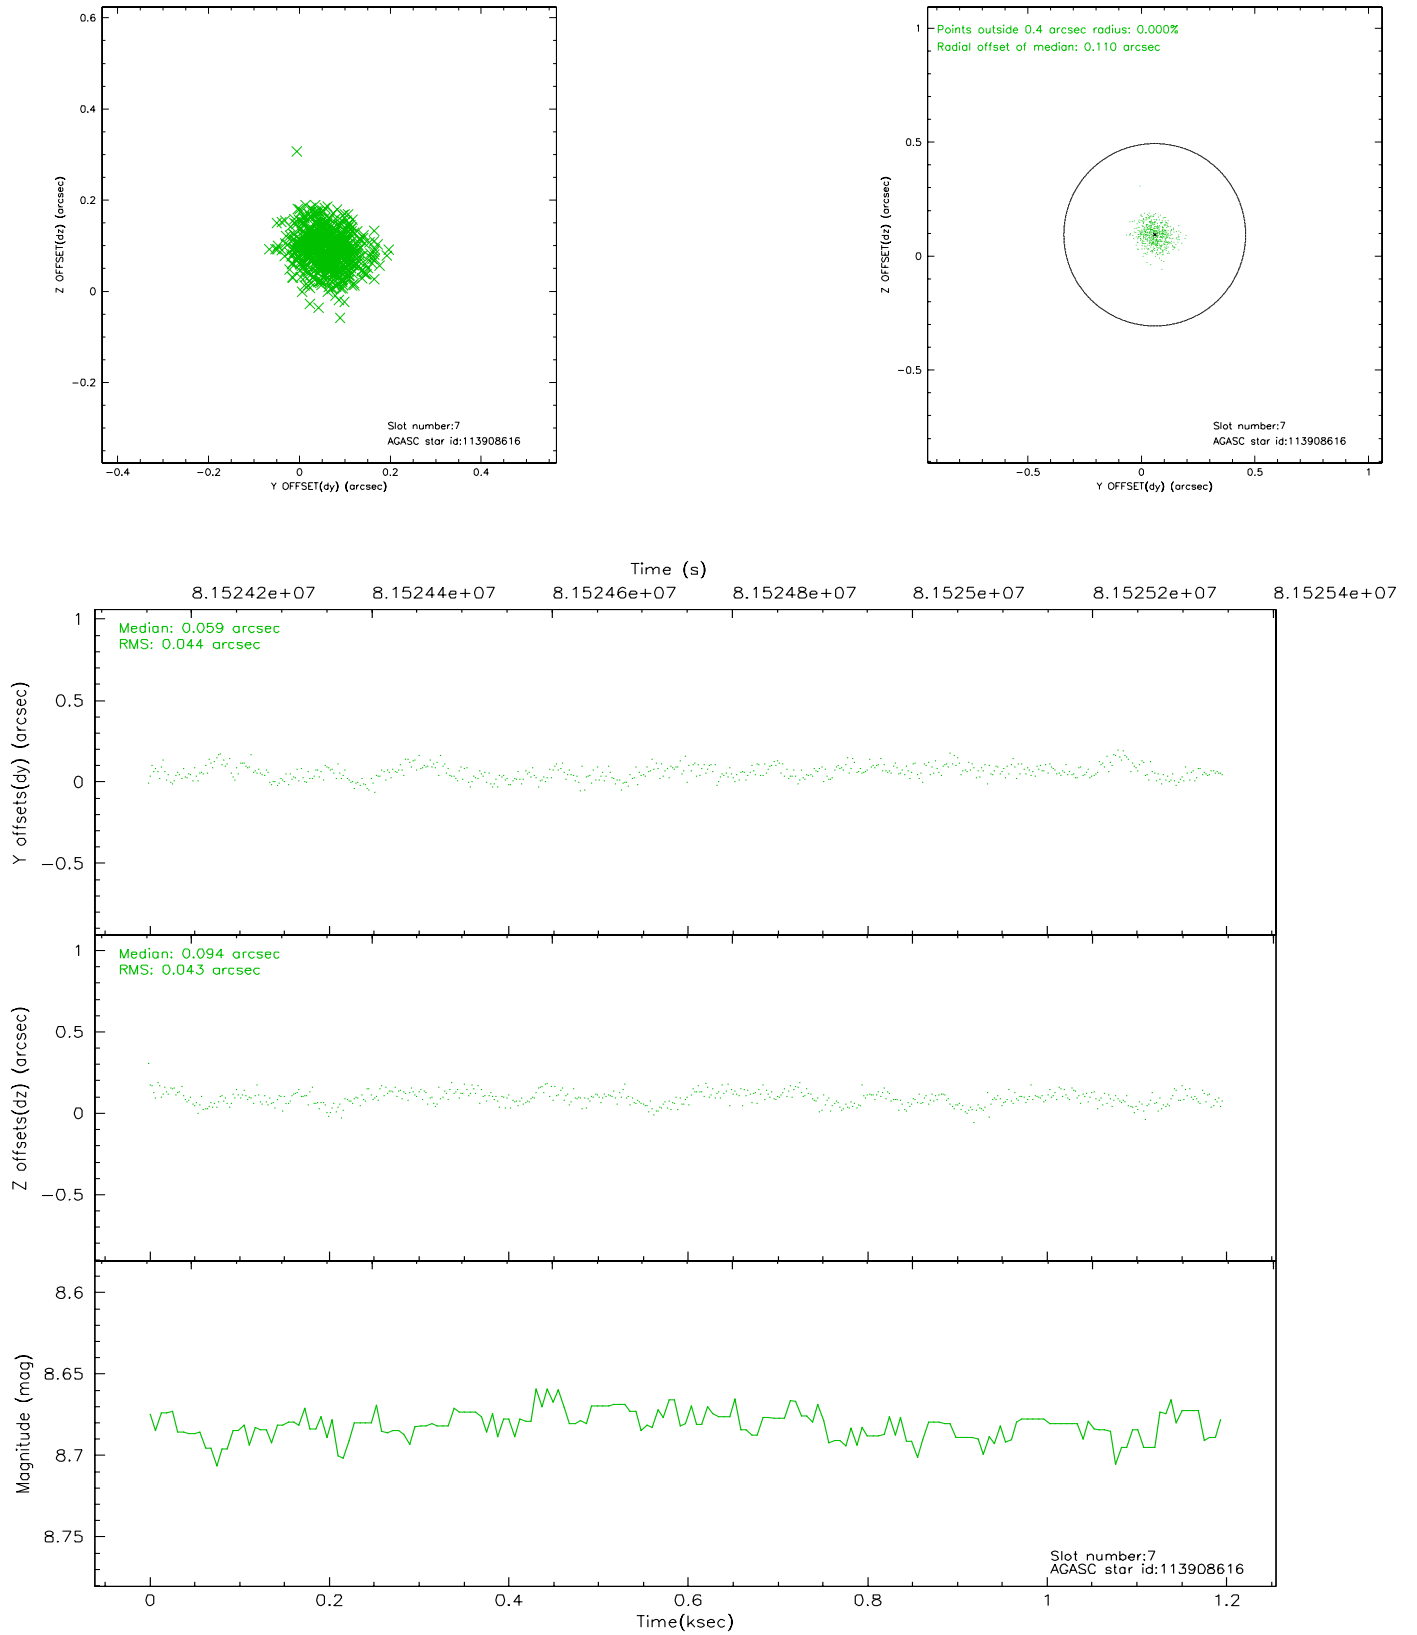 0.6
0.4
0.2
0
−0.2
Z OFFSET(dz) (arcsec)
Slot number:7
AGASC star id:113908616
−0.4 −0.2 0 0.2 0.4
Y OFFSET(dy) (arcsec)
Points outside 0.4 arcsec radius: 0.000%
Radial offset of median: 0.110 arcsec
1
0.5
0
−0.5
Z OFFSET(dz) (arcsec)
Slot number:7
AGASC star id:113908616
−0.5 0 0.5 1
Y OFFSET(dy) (arcsec)
Time (s)
8.15242e+07 8.15244e+07 8.15246e+07 8.15248e+07 8.1525e+07 8.15252e+07 8.15254e+07
Median: 0.059 arcsec
RMS: 0.044 arcsec
1
0.5
0
−0.5
Y offsets(dy) (arcsec)
Median: 0.094 arcsec
RMS: 0.043 arcsec
1
0.5
0
−0.5
Z offsets(dz) (arcsec)
8.6
8.65
8.7
8.75
Magnitude (mag)
Slot number:7
AGASC star id:113908616
0 0.2 0.4 0.6 0.8 1 1.2
Time(ksec)